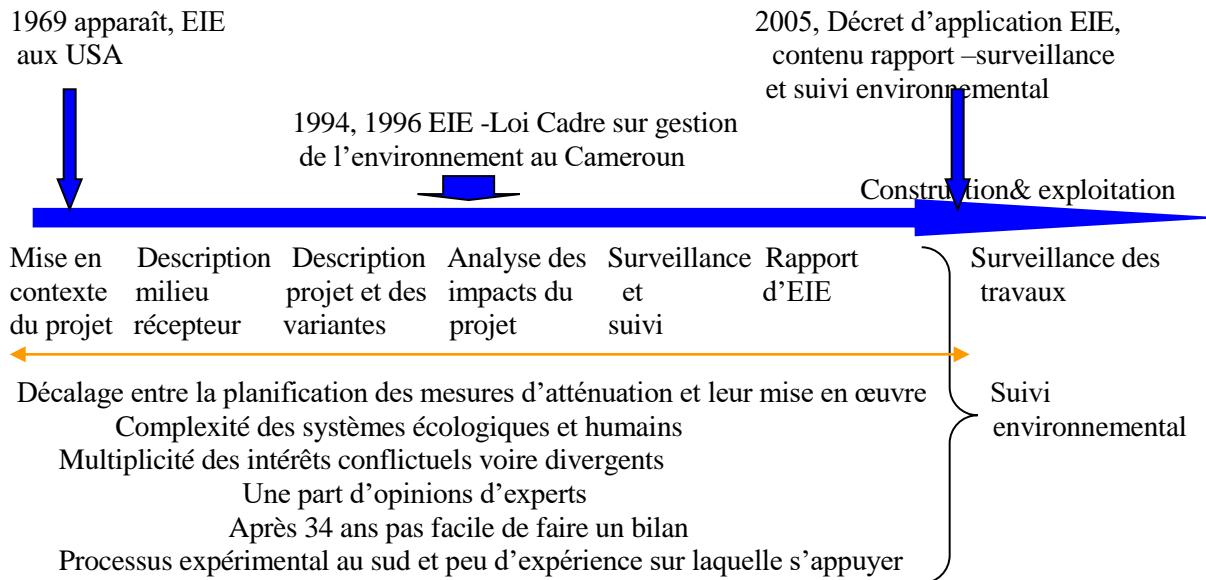 1969 apparaît, EIE
aux USA
2005, Décret d’application EIE,
contenu rapport –surveillance
et suivi environnemental
1994, 1996 EIE -Loi Cadre sur gestion
de l’environnement au Cameroun
Construction& exploitation
Mise en
contexte
du projet
Description
milieu
récepteur
Description
projet et des
variantes
Analyse des
impacts du
projet
Surveillance
et
suivi
Rapport
d’EIE
Surveillance des
travaux
Décalage entre la planification des mesures d’atténuation et leur mise en œuvre
Complexité des systèmes écologiques et humains
Multiplicité des intérêts conflictuels voire divergents
Une part d’opinions d’experts
Après 34 ans pas facile de faire un bilan
Processus expérimental au sud et peu d’expérience sur laquelle s’appuyer
Suivi
environnemental